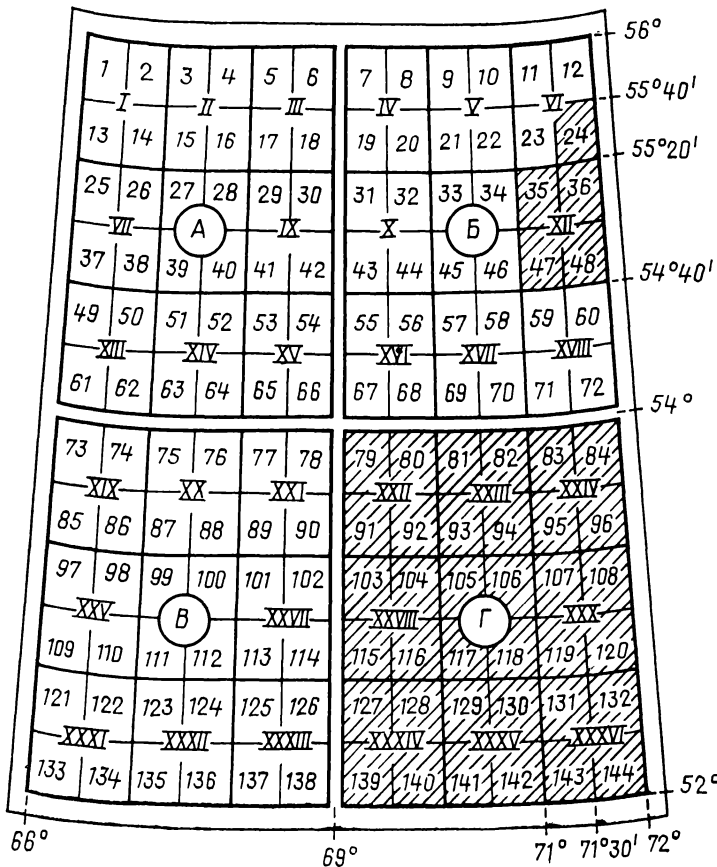 56°
1 2 3 4 5 6 7 8 9 10 11 12
I II III IV V VI
55°40'
13 14 15 16 17 18 19 20 21 22 23 24
55°20'
25 26 27 28 29 30 31 32 33 34 35 36
VII А IX X Б XII
37 38 39 40 41 42 43 44 45 46 47 48
54°40'
49 50 51 52 53 54 55 56 57 58 59 60
XIII XIV XV XVI XVII XVIII
61 62 63 64 65 66 67 68 69 70 71 72
54°
73 74 75 76 77 78 79 80 81 82 83 84
XIX XX XXI XXII XXIII XXIV
85 86 87 88 89 90 91 92 93 94 95 96
97 98 99 100 101 102 103 104 105 106 107 108
XXV В XXVII XXVIII Г XXX
109 110 111 112 113 114 115 116 117 118 119 120
121 122 123 124 125 126 127 128 129 130 131 132
XXXI XXXII XXXIII XXXIV XXXV XXXVI
133 134 135 136 137 138 139 140 141 142 143 144
52°
66° 69° 71° 71°30' 72°